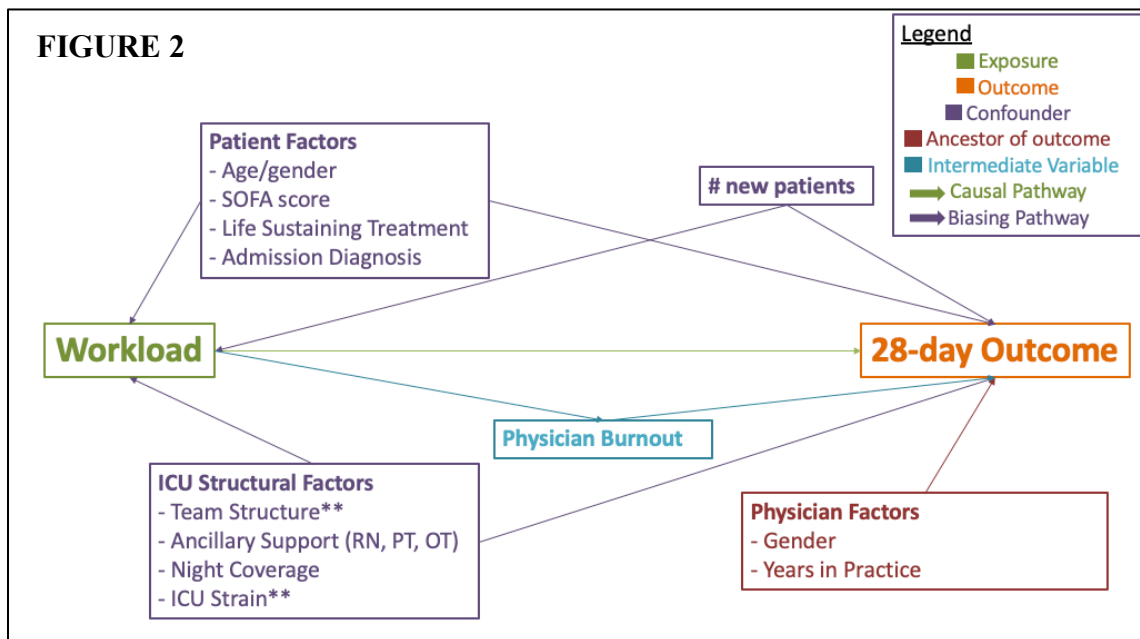 FIGURE 2
Legend
Exposure
Outcome
Confounder
Ancestor of outcome
Intermediate Variable
Causal Pathway
Biasing Pathway
Patient Factors
- Age/gender
- SOFA score
- Life Sustaining Treatment
- Admission Diagnosis
# new patients
Workload
28-day Outcome
Physician Burnout
ICU Structural Factors
- Team Structure**
- Ancillary Support (RN, PT, OT)
- Night Coverage
- ICU Strain**
Physician Factors
- Gender
- Years in Practice